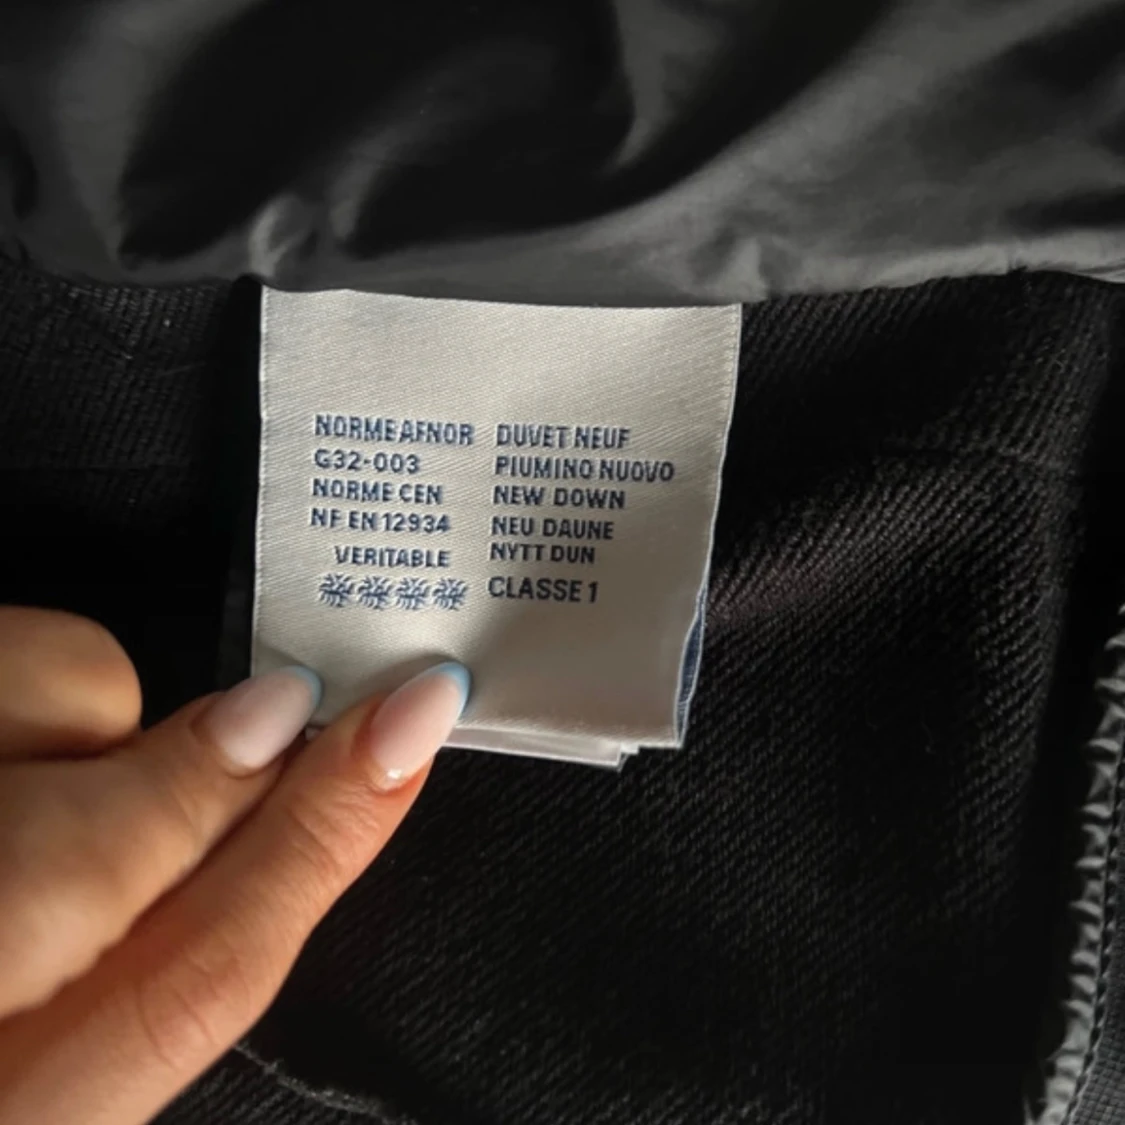 NORME AFNOR
G32-003
NORME CEN
NF EN 12934
VERITABLE
DUVET NEUF
PIUMINO NUOVO
NEW DOWN
NEU DAUNE
NYTT DUN
CLASSE 1